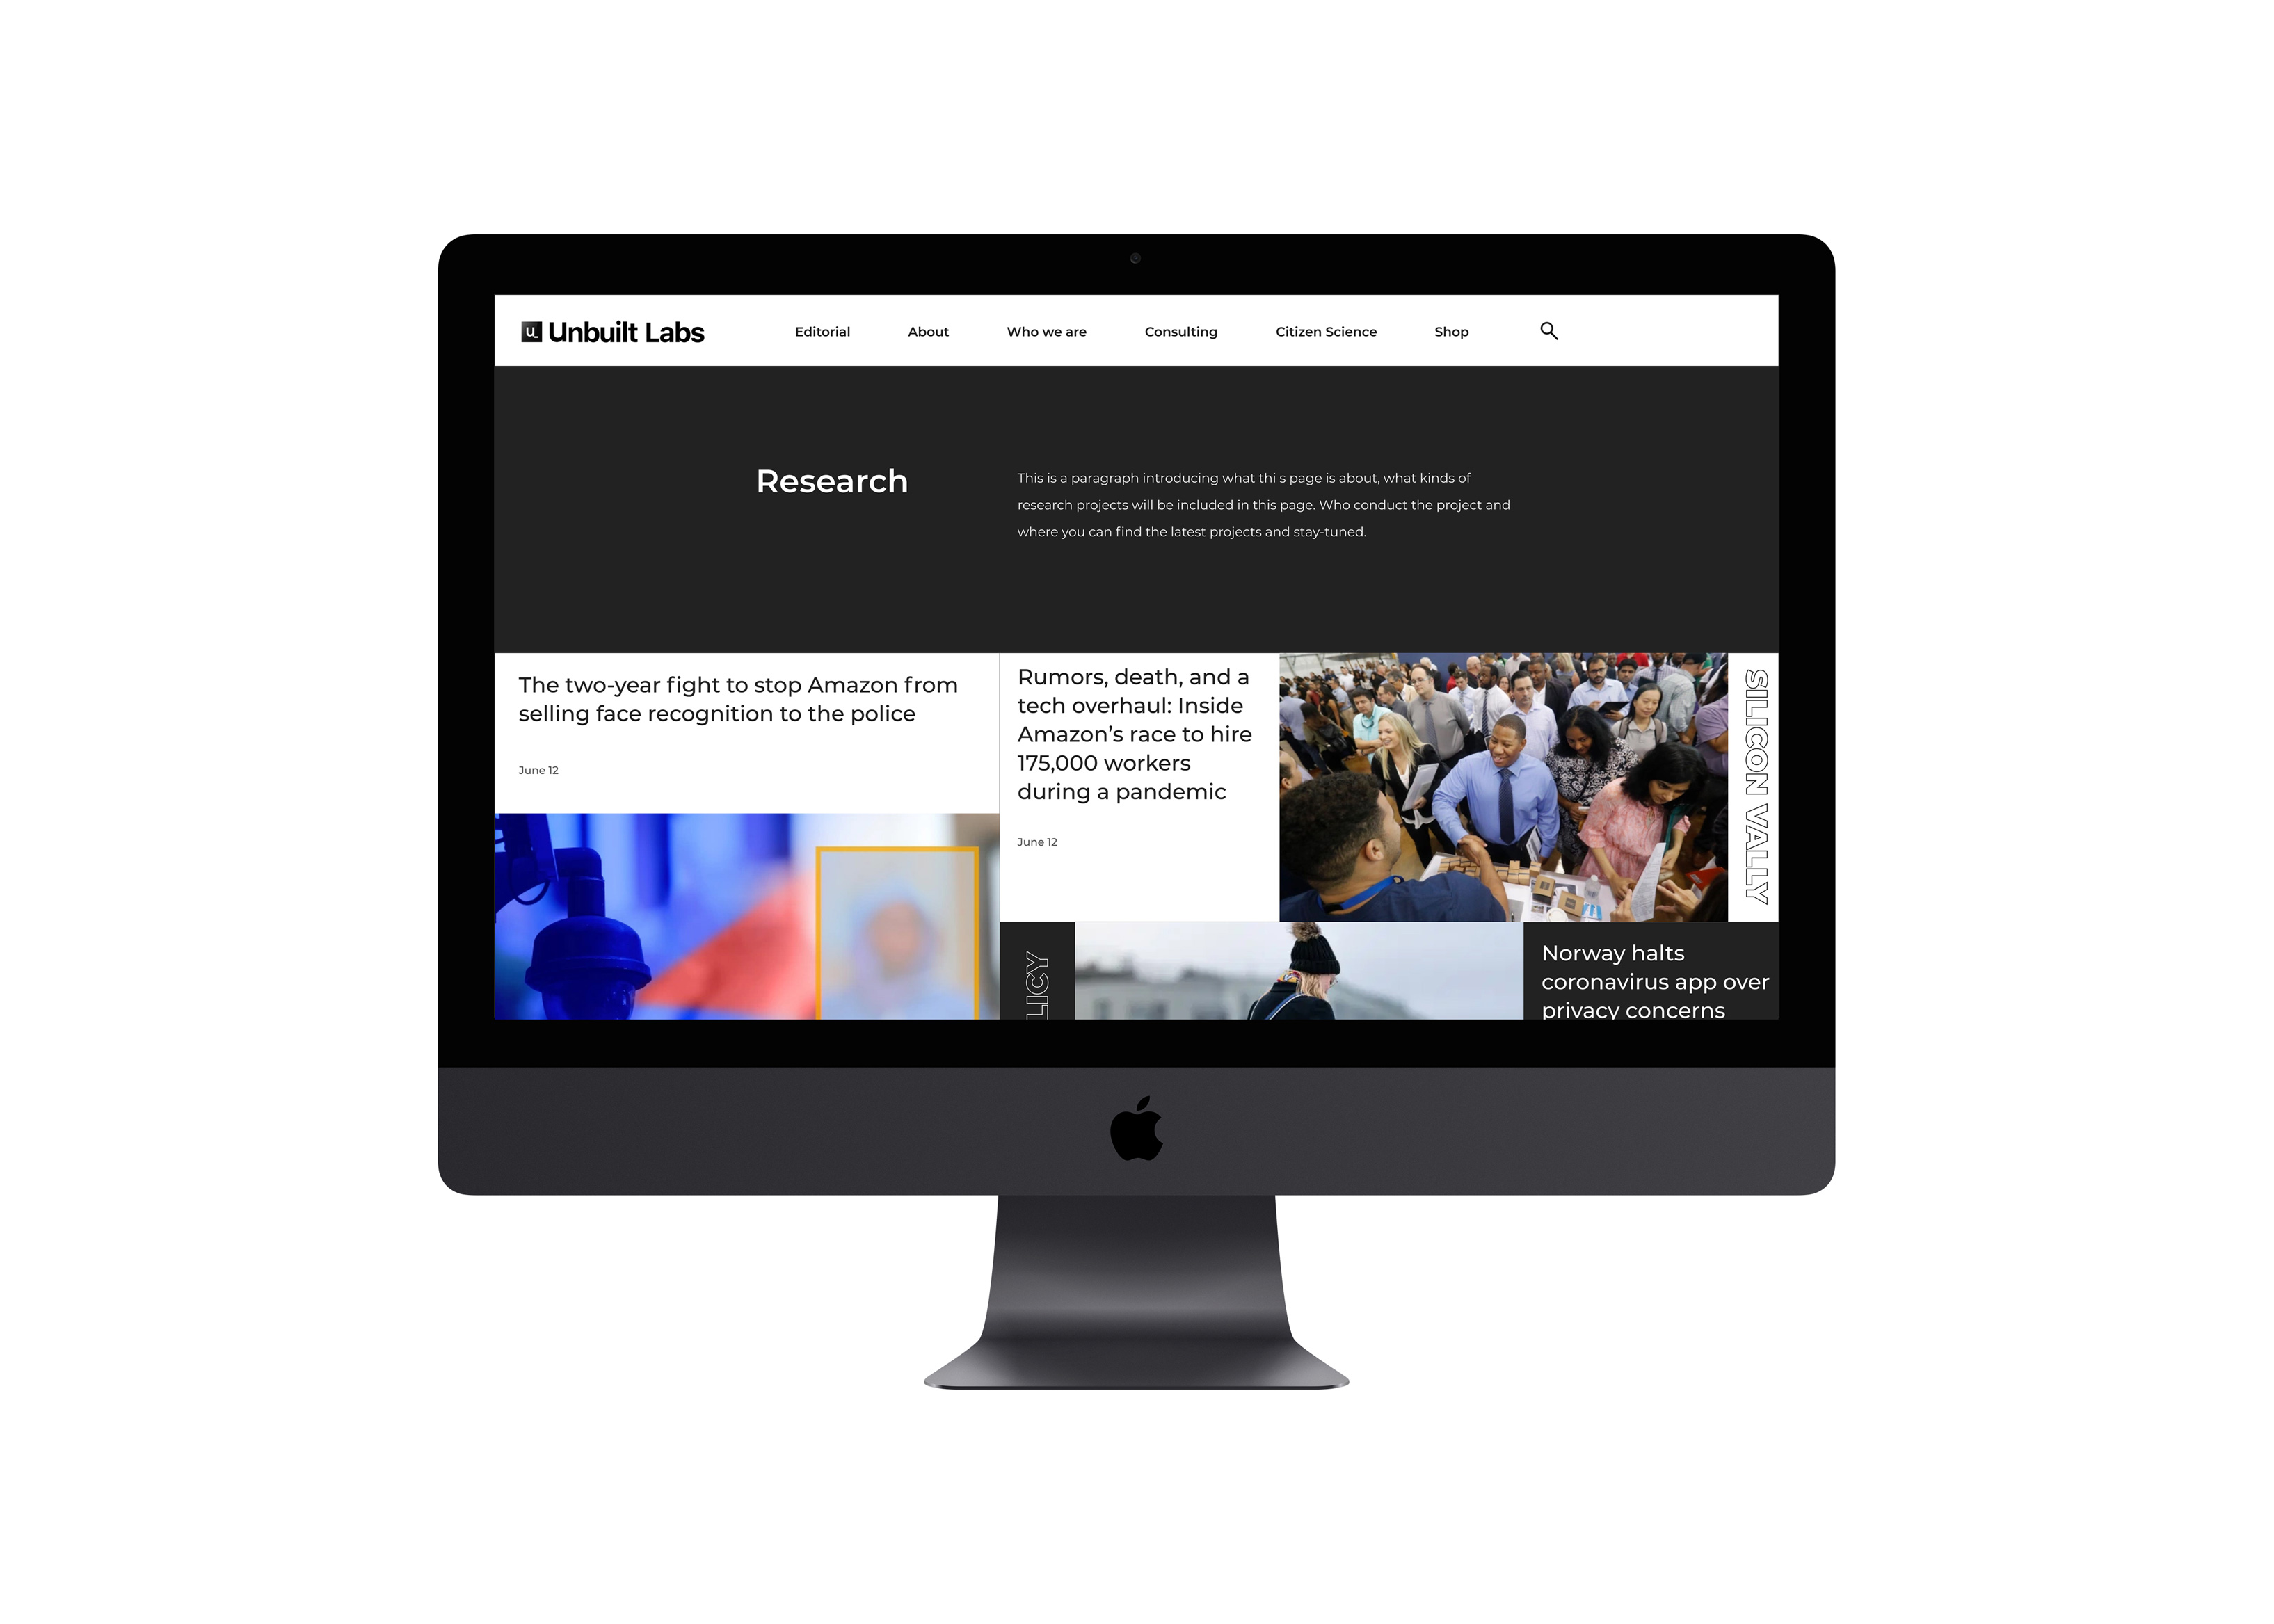 u_ Unbuilt Labs
Editorial
About
Who we are
Consulting
Citizen Science
Shop
Research
This is a paragraph introducing what thi s page is about, what kinds of
research projects will be included in this page. Who conduct the project and
where you can find the latest projects and stay-tuned.
The two-year fight to stop Amazon from
selling face recognition to the police
June 12
Rumors, death, and a
tech overhaul: Inside
Amazon’s race to hire
175,000 workers
during a pandemic
June 12
SILICON VALLY
LICY
Norway halts
coronavirus app over
privacy concerns